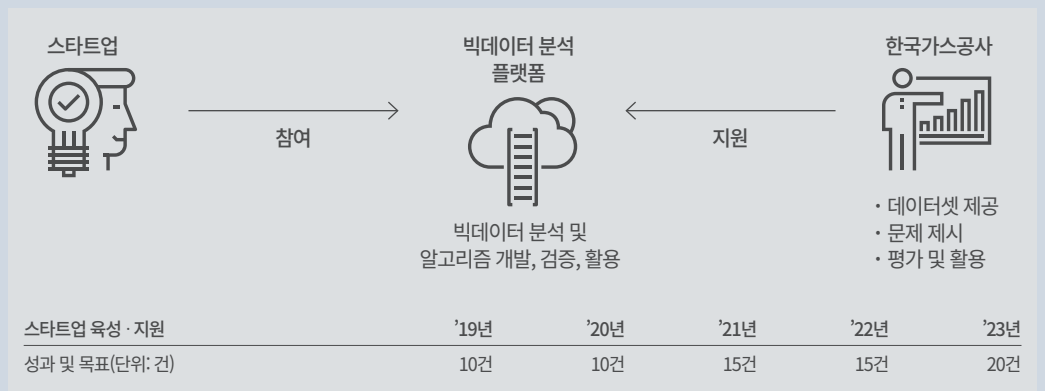 스타트업
참여
빅데이터 분석
플랫폼
빅데이터 분석 및
알고리즘 개발, 검증, 활용
지원
한국가스공사
· 데이터셋 제공
· 문제 제시
· 평가 및 활용
스타트업 육성 · 지원 ’19년 ’20년 ’21년 ’22년 ’23년
성과 및 목표(단위: 건) 10건 10건 15건 15건 20건